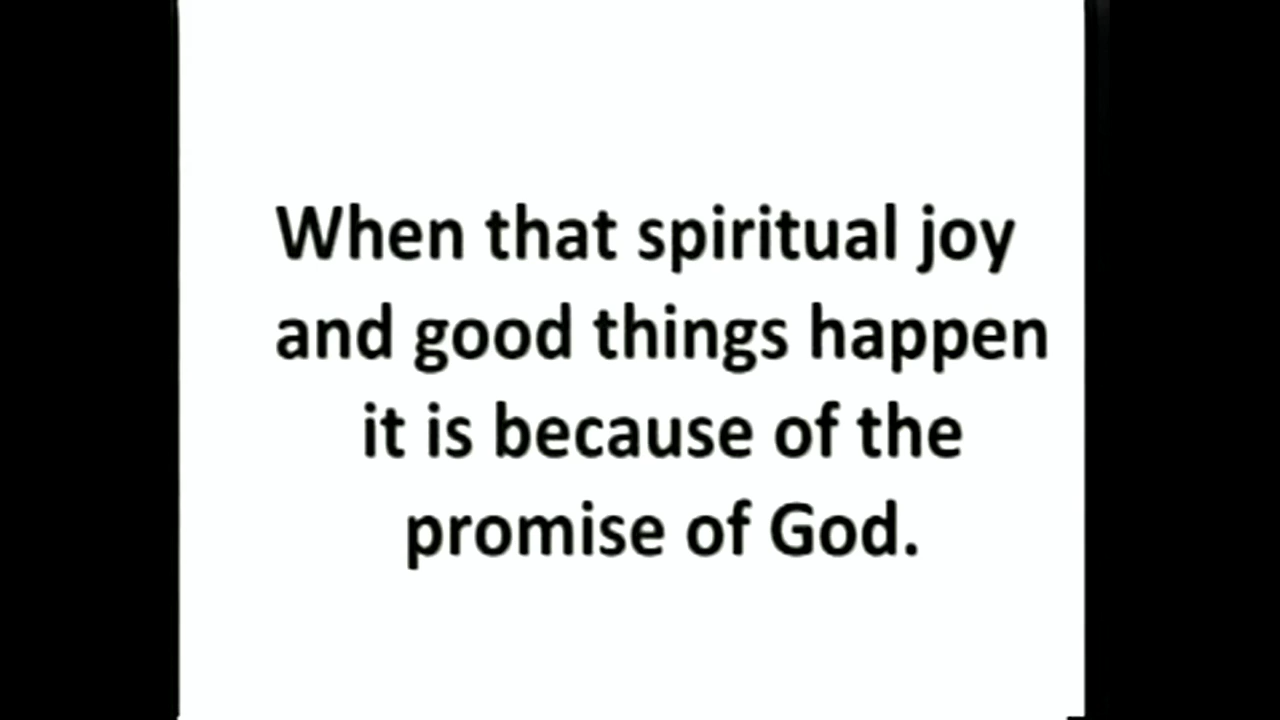 When that spiritual joy
and good things happen
it is because of the
promise of God.